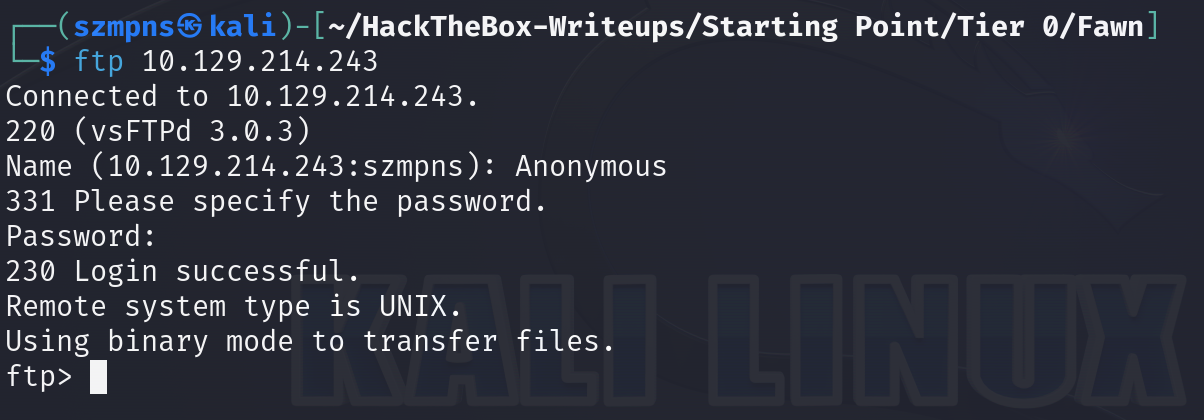 ┌──(szmpns㉿kali)-[~/HackTheBox-Writeups/Starting Point/Tier 0/Fawn]
└─$ ftp 10.129.214.243
Connected to 10.129.214.243.
220 (vsFTPd 3.0.3)
Name (10.129.214.243:szmpns): Anonymous
331 Please specify the password.
Password:
230 Login successful.
Remote system type is UNIX.
Using binary mode to transfer files.
ftp>
KALI LINUX